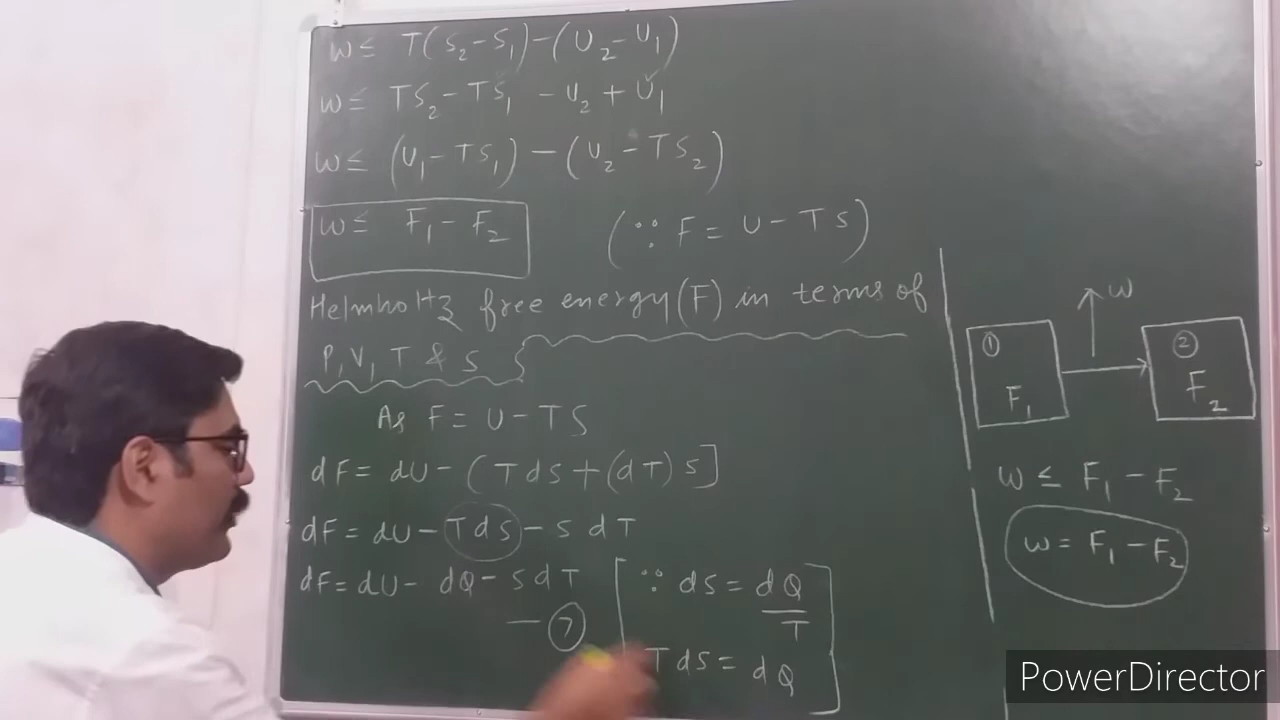 W ≤ T(S₂-S₁)-(U₂-U₁)
W ≤ TS₂-TS₁ -U₂+U₁
W ≤ (U₁-TS₁)-(U₂-TS₂)
W ≤ F₁-F₂ (∵ F = U-TS)
Helmholtz free energy (F) in terms of
P, V, T & S
As F = U-TS
dF = dU - (Tds+(dT)s]
dF = dU - Tds - s dT
dF = dU - dQ - sdT
— 7
[∵ ds = dQ/T
Tds = dQ]
W
1
F₁
2
F₂
W ≤ F₁ - F₂
W = F₁ - F₂
PowerDirector